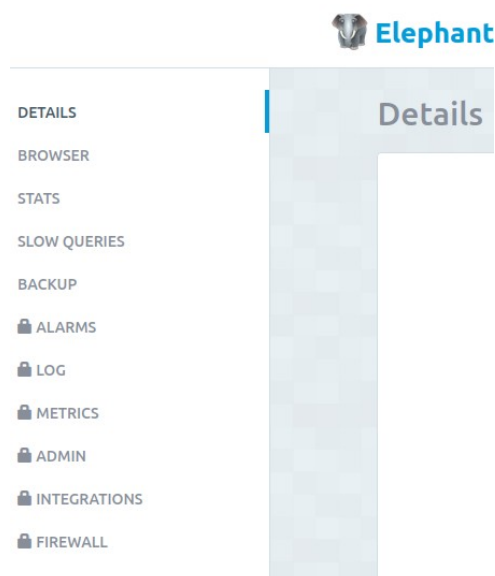 Elephant
DETAILS
Details
BROWSER
STATS
SLOW QUERIES
BACKUP
ALARMS
LOG
METRICS
ADMIN
INTEGRATIONS
FIREWALL